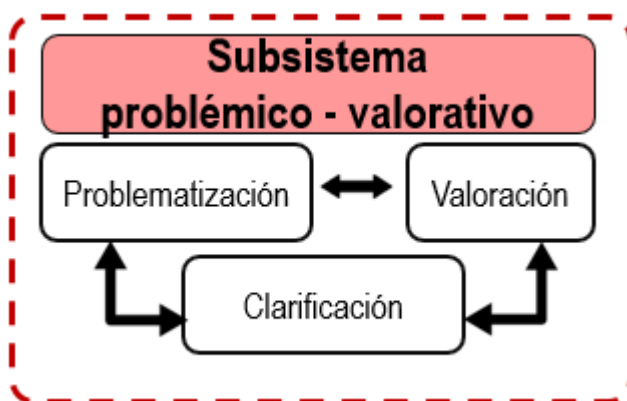 Subsistema
problémico - valorativo
Problematización
Valoración
Clarificación